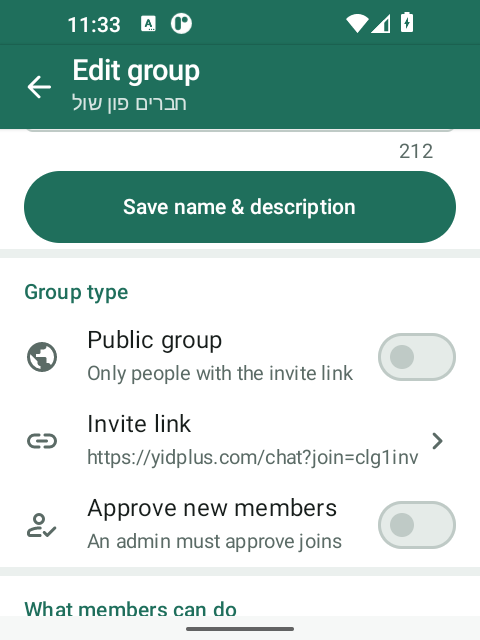 11:33
Edit group
חברים פון שול
212
Save name & description
Group type
Public group
Only people with the invite link
Invite link
https://yidplus.com/chat?join=clg1inv
Approve new members
An admin must approve joins
What members can do